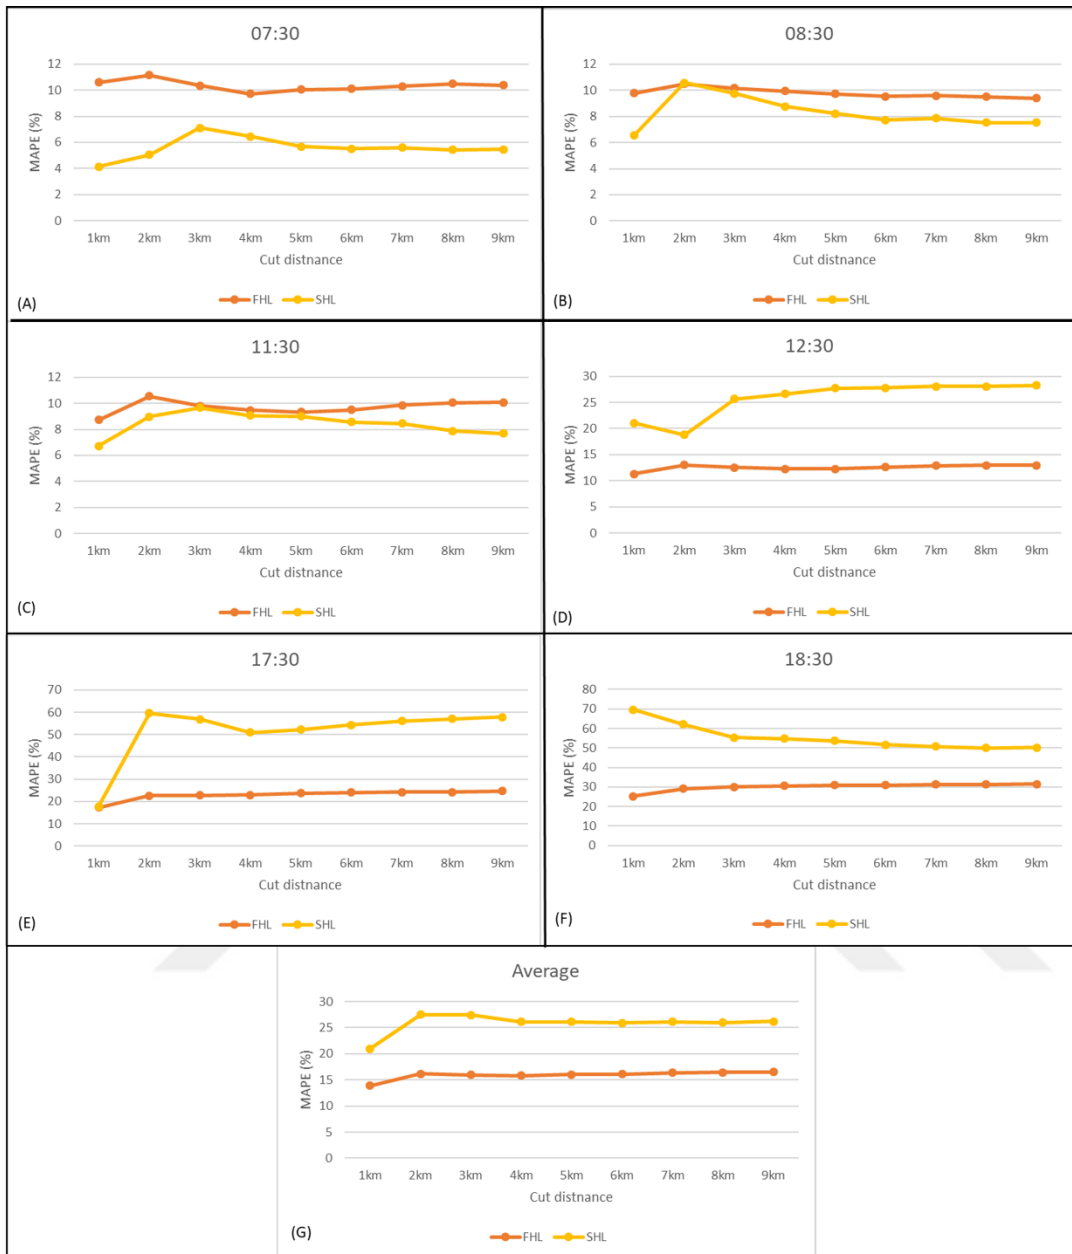 07:30
MAPE (%)
12
10
8
6
4
2
0
1km 2km 3km 4km 5km 6km 7km 8km 9km
Cut distnance
(A)
FHL SHL
08:30
MAPE (%)
12
10
8
6
4
2
0
1km 2km 3km 4km 5km 6km 7km 8km 9km
Cut distnance
FHL SHL
(B)
11:30
MAPE (%)
12
10
8
6
4
2
0
1km 2km 3km 4km 5km 6km 7km 8km 9km
Cut distnance
(C)
FHL SHL
12:30
MAPE (%)
30
25
20
15
10
5
0
1km 2km 3km 4km 5km 6km 7km 8km 9km
Cut distnance
FHL SHL
(D)
17:30
MAPE (%)
70
60
50
40
30
20
10
0
1km 2km 3km 4km 5km 6km 7km 8km 9km
Cut distnance
(E)
FHL SHL
18:30
MAPE (%)
80
70
60
50
40
30
20
10
0
1km 2km 3km 4km 5km 6km 7km 8km 9km
Cut distnance
(F)
FHL SHL
Average
MAPE (%)
30
25
20
15
10
5
0
1km 2km 3km 4km 5km 6km 7km 8km 9km
Cut distnance
(G)
FHL SHL